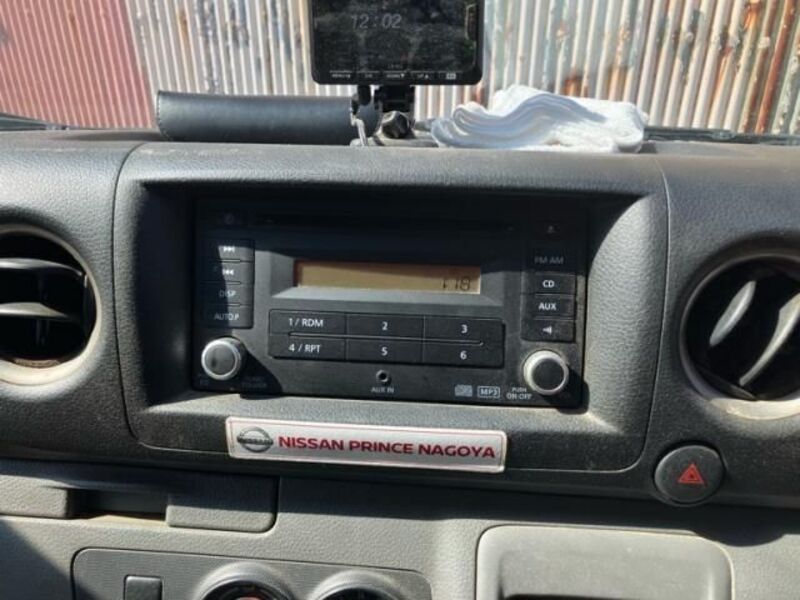 12:02
FM AM
DISP
CD
AUTO.P
AUX
1 / RDM 2 3
4 / RPT 5 6
AUX IN
MP3
PUSH
ON·OFF
NISSAN
NISSAN PRINCE NAGOYA